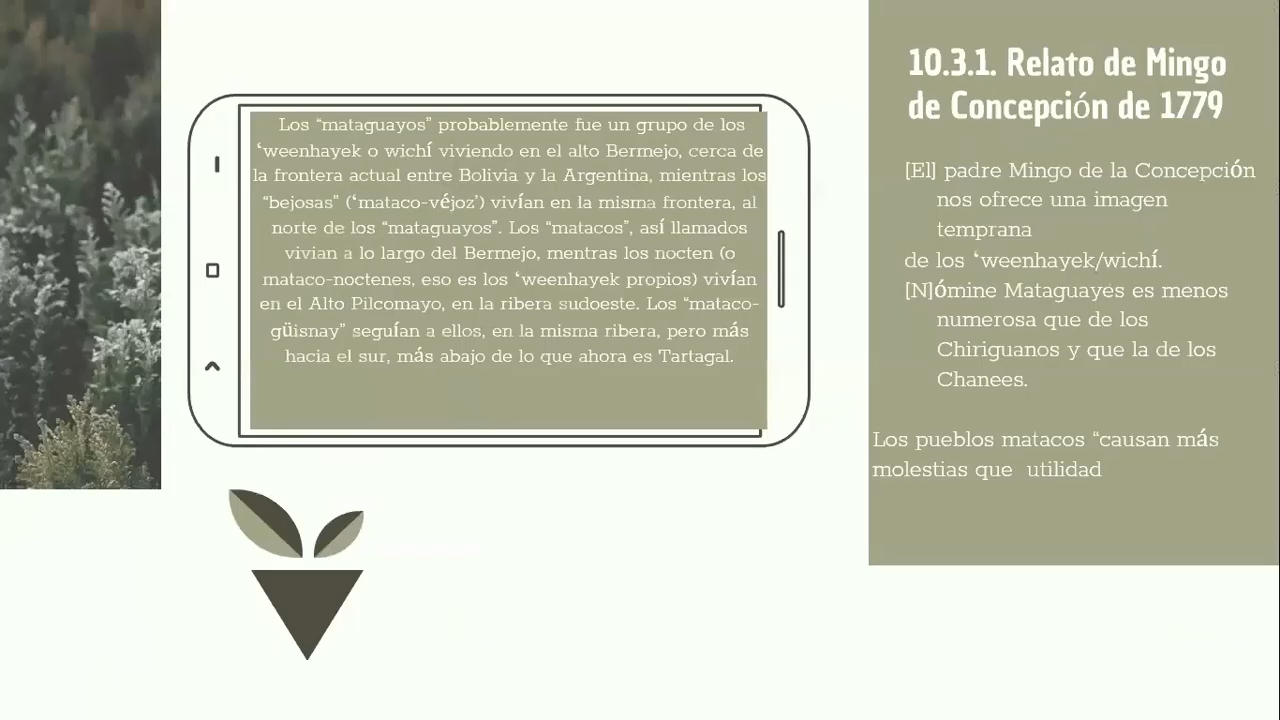 10.3.1. Relato de Mingo
de Concepción de 1779
Los “mataguayos” probablemente fue un grupo de los
‘weenhayek o wichí viviendo en el alto Bermejo, cerca de
la frontera actual entre Bolivia y la Argentina, mientras los
“bejosas” (‘mataco-véjoz’) vivían en la misma frontera, al
norte de los “mataguayos”. Los “matacos”, así llamados
vivian a lo largo del Bermejo, mentras los nocten (o
mataco-noctenes, eso es los ‘weenhayek propios) vivían
en el Alto Pilcomayo, en la ribera sudoeste. Los “mataco-
güisnay” seguían a ellos, en la misma ribera, pero más
hacia el sur, más abajo de lo que ahora es Tartagal.
[El] padre Mingo de la Concepción
nos ofrece una imagen
temprana
de los ‘weenhayek/wichí.
[N]ómine Mataguayes es menos
numerosa que de los
Chiriguanos y que la de los
Chanees.
Los pueblos matacos “causan más
molestias que utilidad